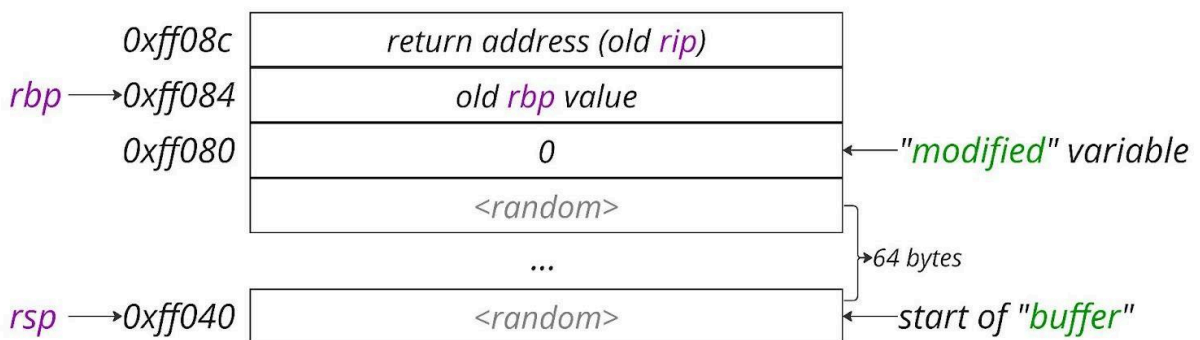 0xff08c return address (old rip)
rbp 0xff084 old rbp value
0xff080 0 "modified" variable
<random>
...
64 bytes
rsp 0xff040 <random> start of "buffer"